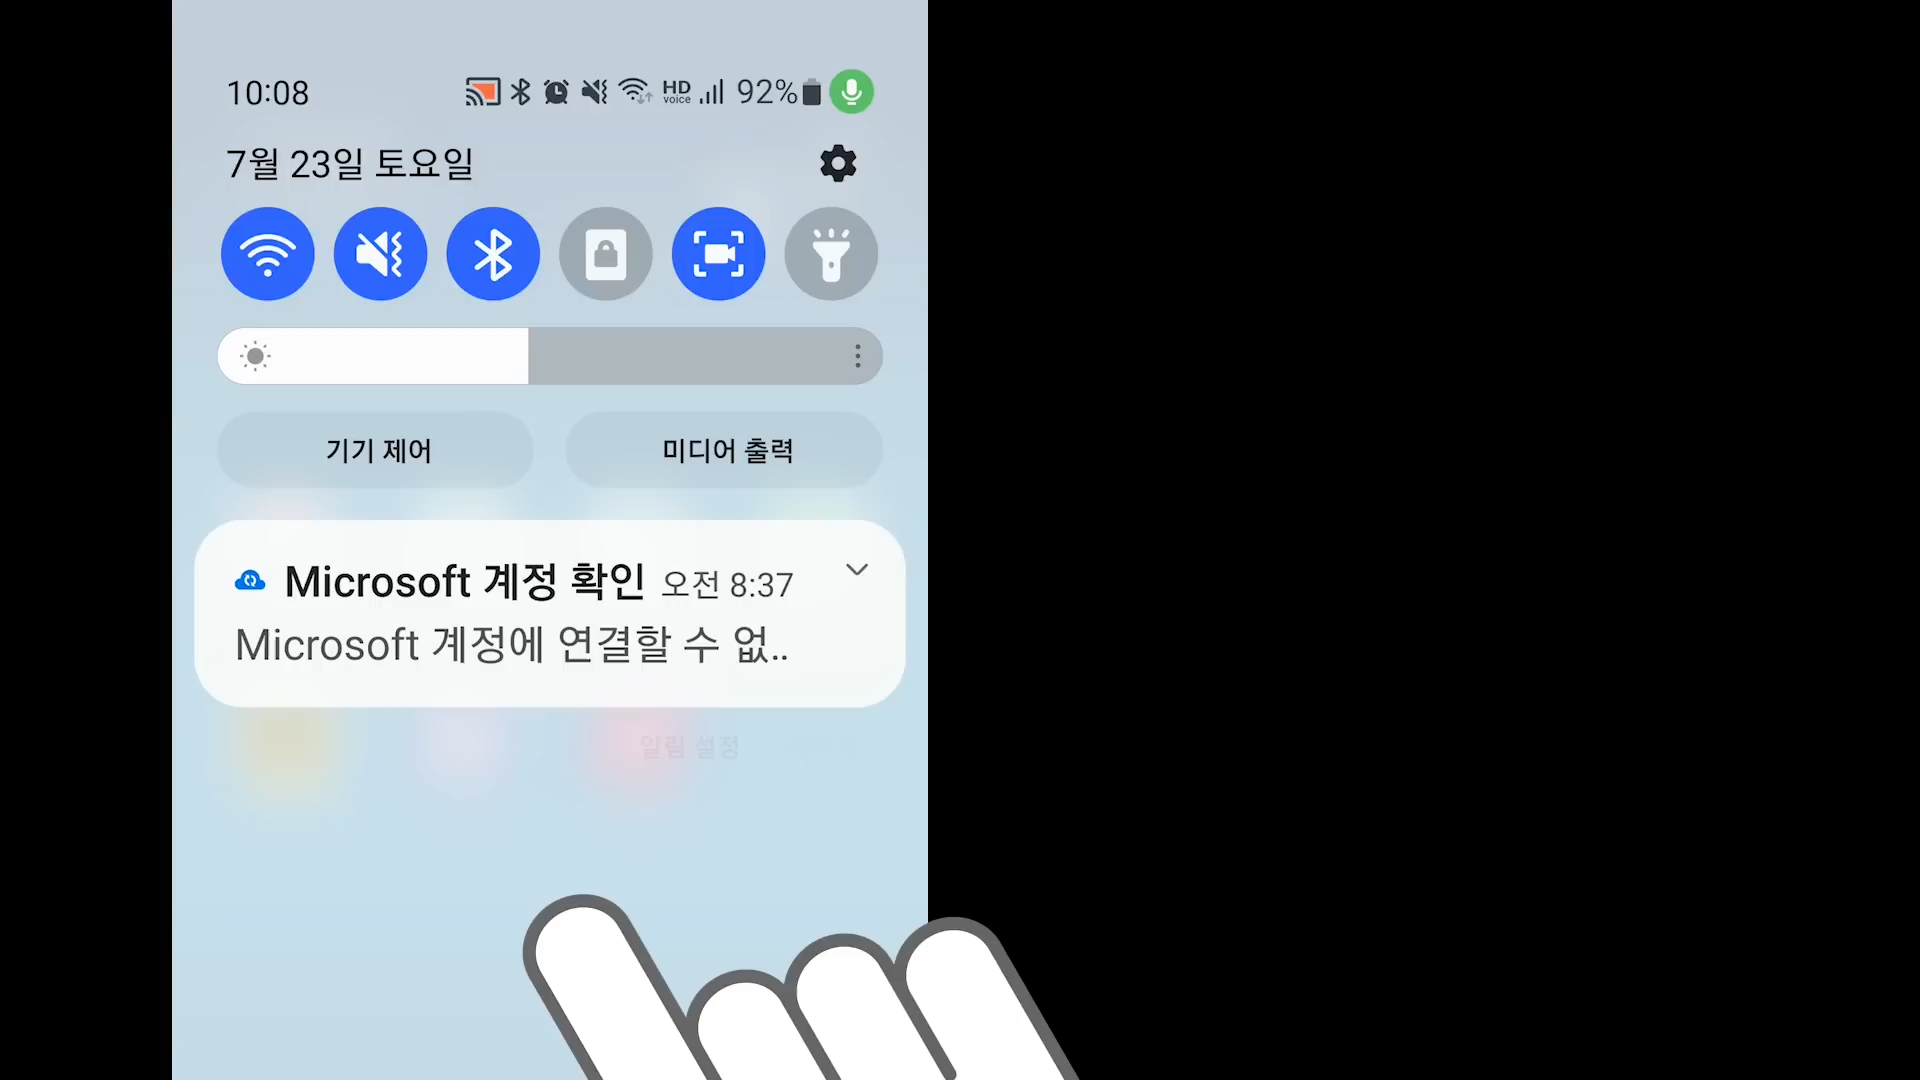 10:08 HD voice 92%
7월 23일 토요일
기기 제어 미디어 출력
Microsoft 계정 확인 오전 8:37
Microsoft 계정에 연결할 수 없..
알림 설정